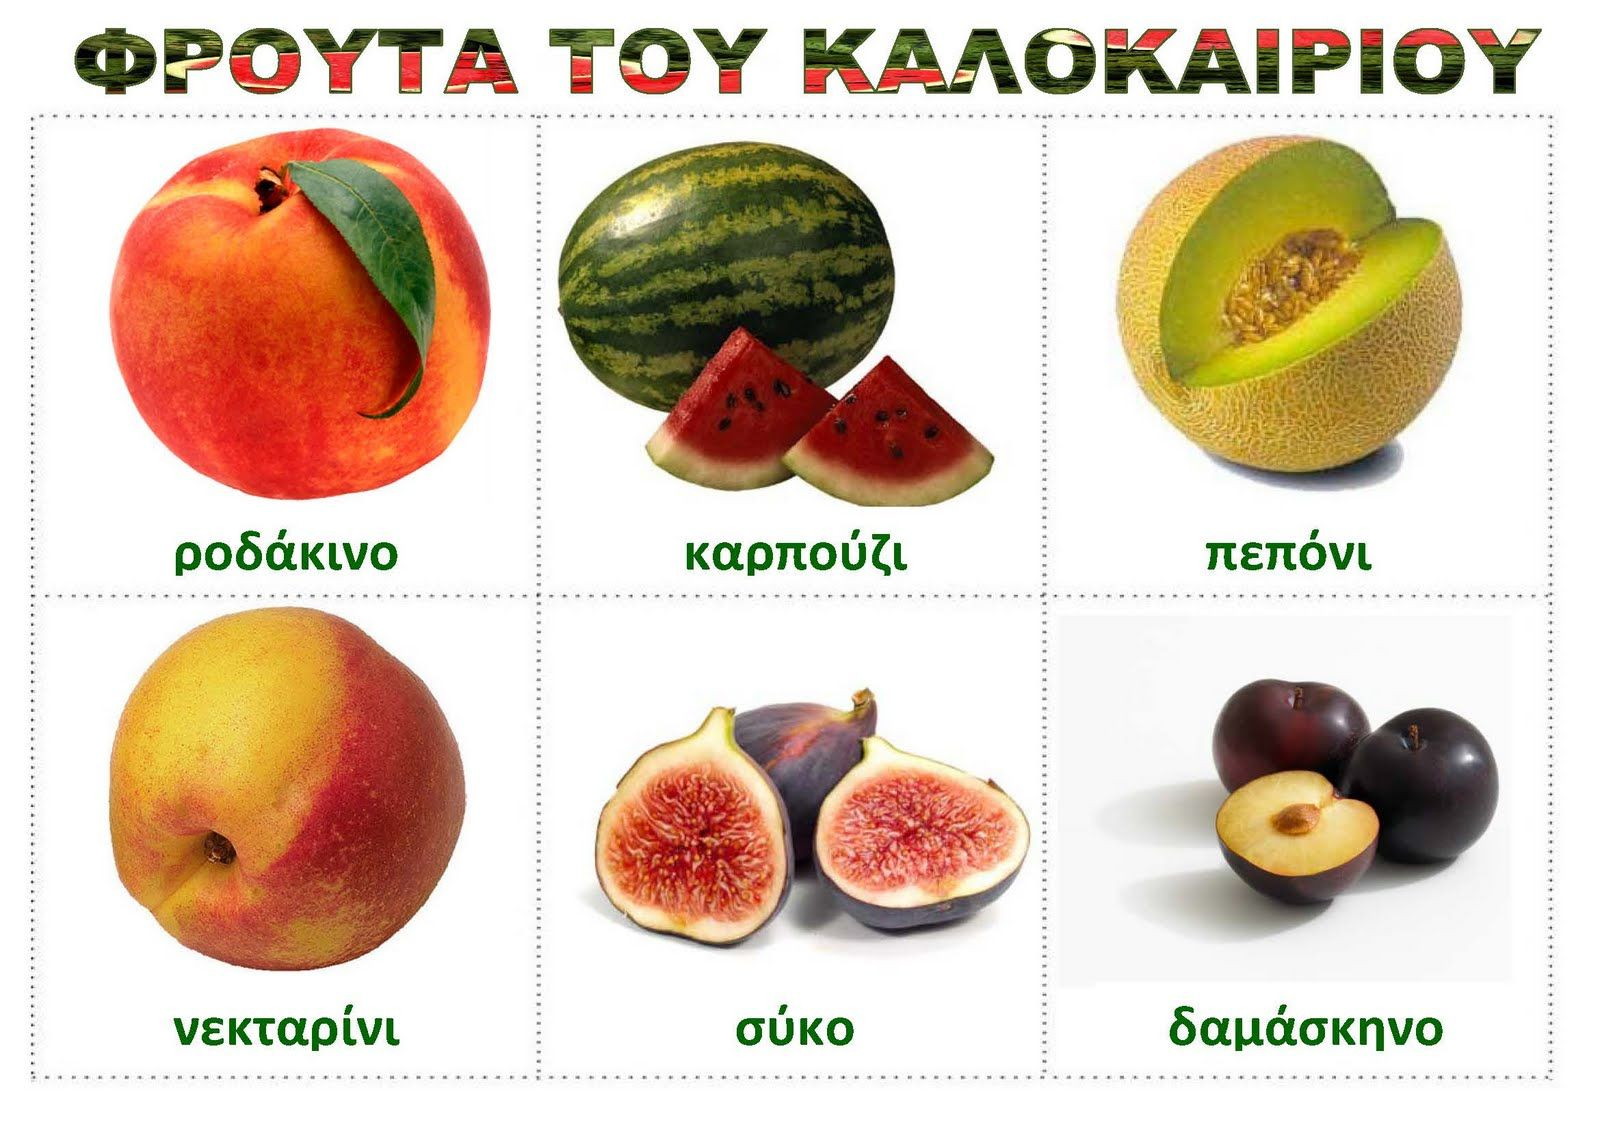 ΦΡΟΥΤΑ ΤΟΥ ΚΑΛΟΚΑΙΡΙΟΥ
ροδάκινο
καρπούζι
πεπόνι
νεκταρίνι
σύκο
δαμάσκηνο